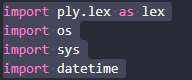 import ply.lex as lex
import os
import sys
import datetime